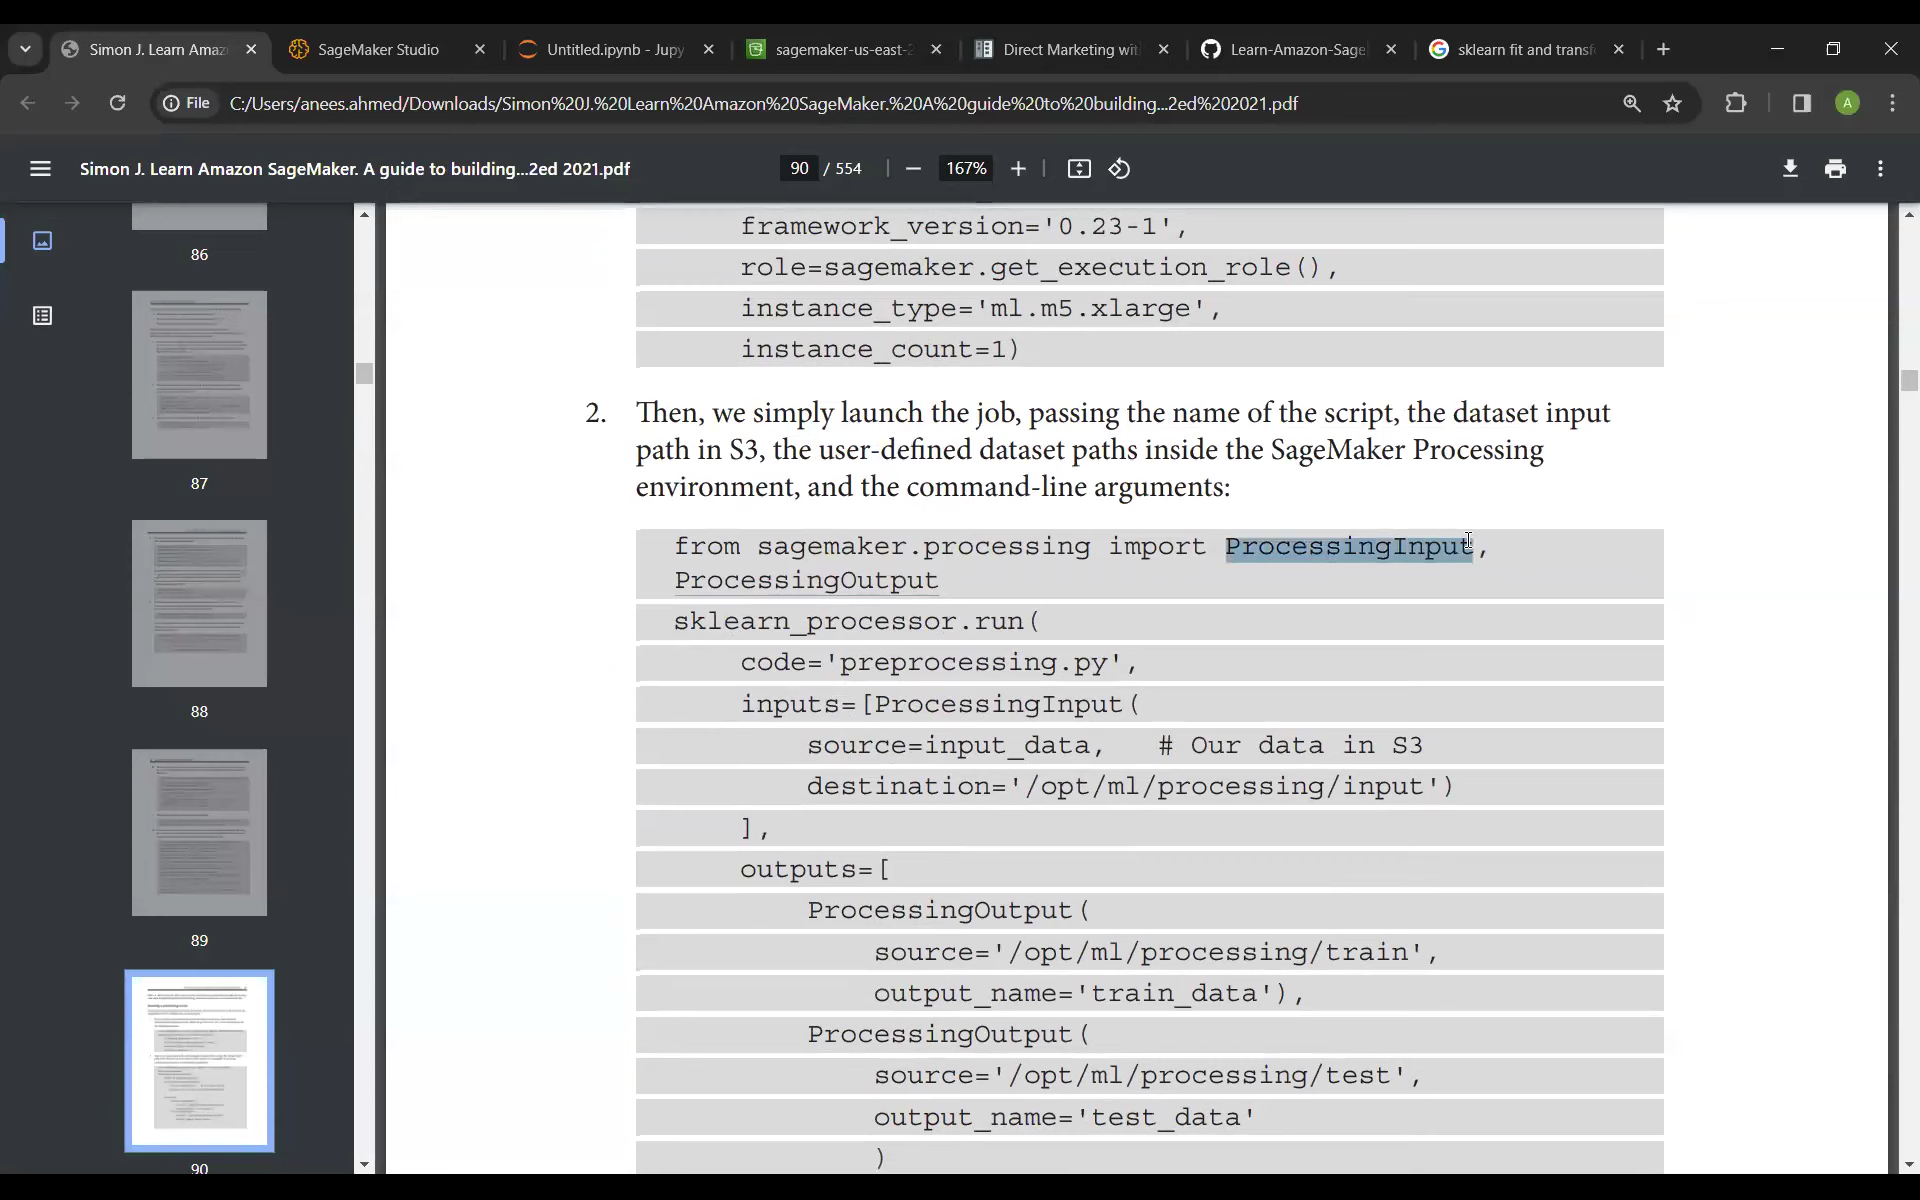 Simon J. Learn Amaz
SageMaker Studio
Untitled.ipynb - Jupy
sagemaker-us-east-2
Direct Marketing wit
Learn-Amazon-Sage
sklearn fit and transf
File
C:/Users/anees.ahmed/Downloads/Simon%20J.%20Learn%20Amazon%20SageMaker.%20A%20guide%20to%20building...2ed%202021.pdf
A
Simon J. Learn Amazon SageMaker. A guide to building...2ed 2021.pdf
90 / 554
167%
86
87
88
89
90
framework_version='0.23-1',
role=sagemaker.get_execution_role(),
instance_type='ml.m5.xlarge',
instance_count=1)
2. Then, we simply launch the job, passing the name of the script, the dataset input
path in S3, the user-defined dataset paths inside the SageMaker Processing
environment, and the command-line arguments:
from sagemaker.processing import ProcessingInput,
ProcessingOutput
sklearn_processor.run(
code='preprocessing.py',
inputs=[ProcessingInput(
source=input_data, # Our data in S3
destination='/opt/ml/processing/input')
],
outputs=[
ProcessingOutput(
source='/opt/ml/processing/train',
output_name='train_data'),
ProcessingOutput(
source='/opt/ml/processing/test',
output_name='test_data'
)